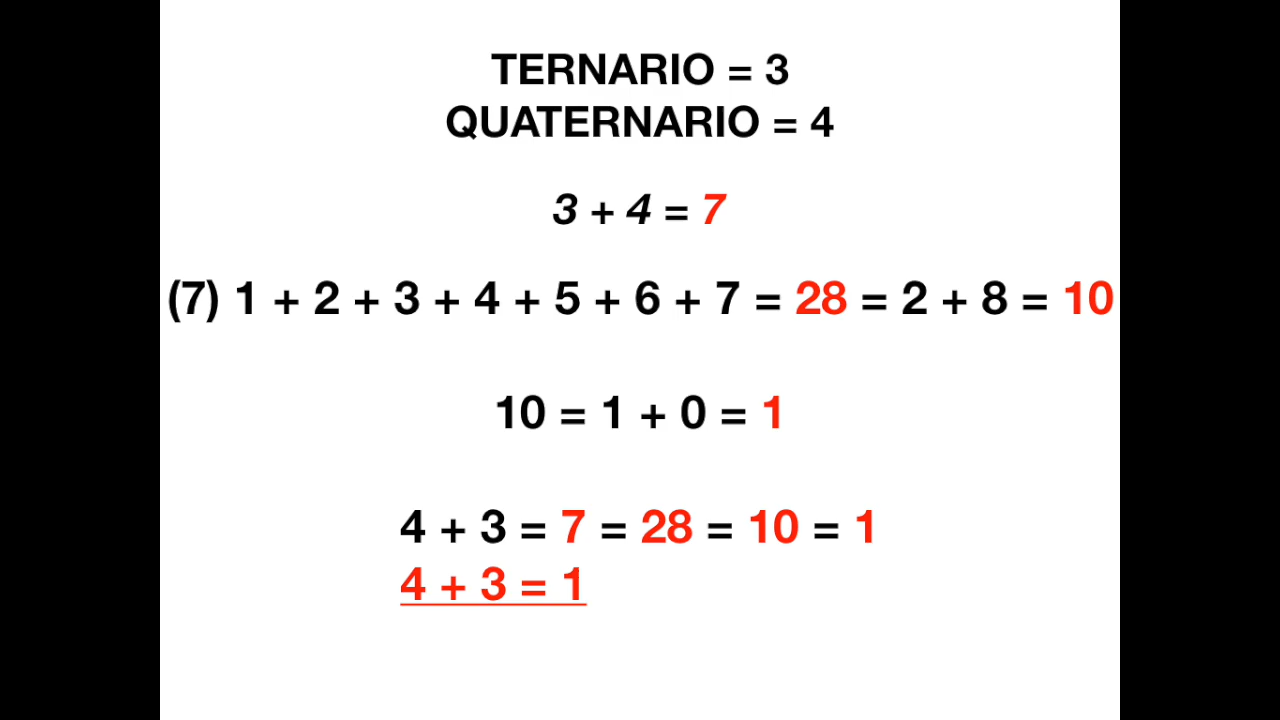 TERNARIO = 3
QUATERNARIO = 4
3 + 4 = 7
(7) 1 + 2 + 3 + 4 + 5 + 6 + 7 = 28 = 2 + 8 = 10
10 = 1 + 0 = 1
4 + 3 = 7 = 28 = 10 = 1
4 + 3 = 1